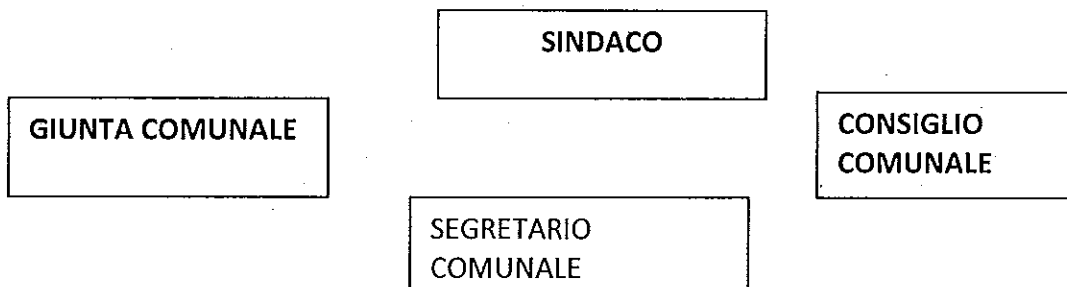 SINDACO
GIUNTA COMUNALE
CONSIGLIO
COMUNALE
SEGRETARIO
COMUNALE